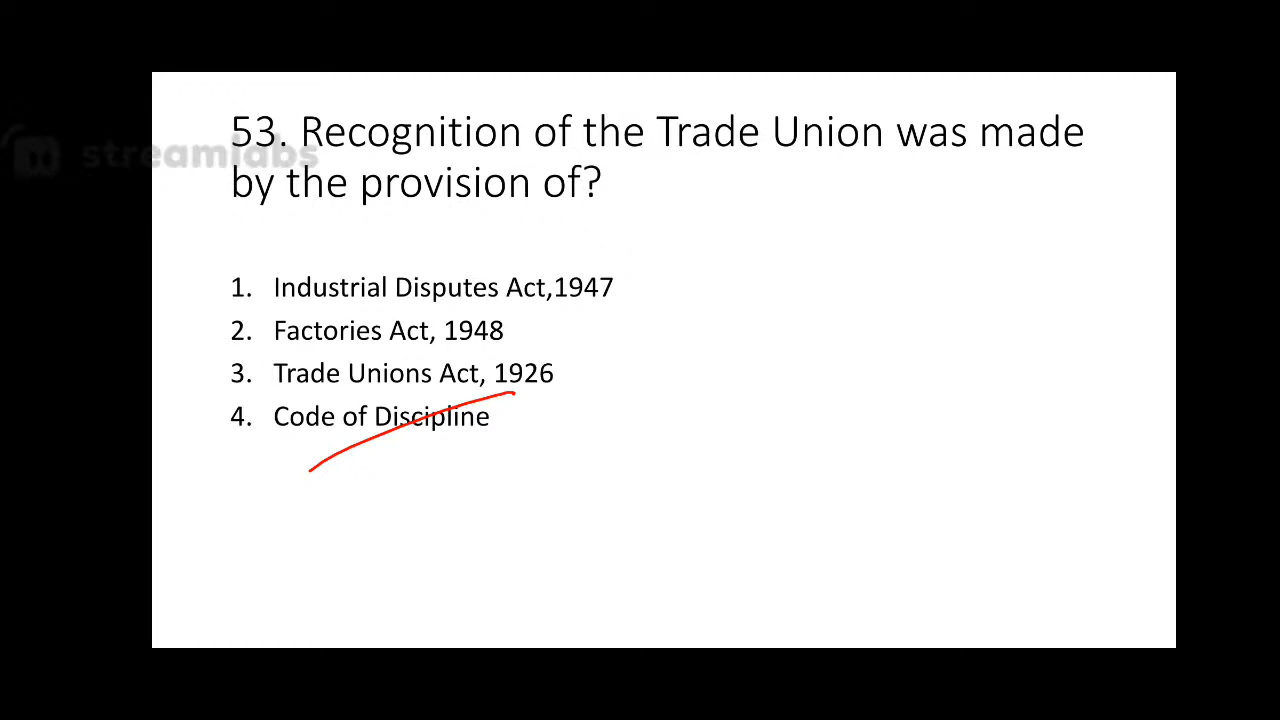 53. Recognition of the Trade Union was made
streamlabs
by the provision of?
1. Industrial Disputes Act,1947
2. Factories Act, 1948
3. Trade Unions Act, 1926
4. Code of Discipline